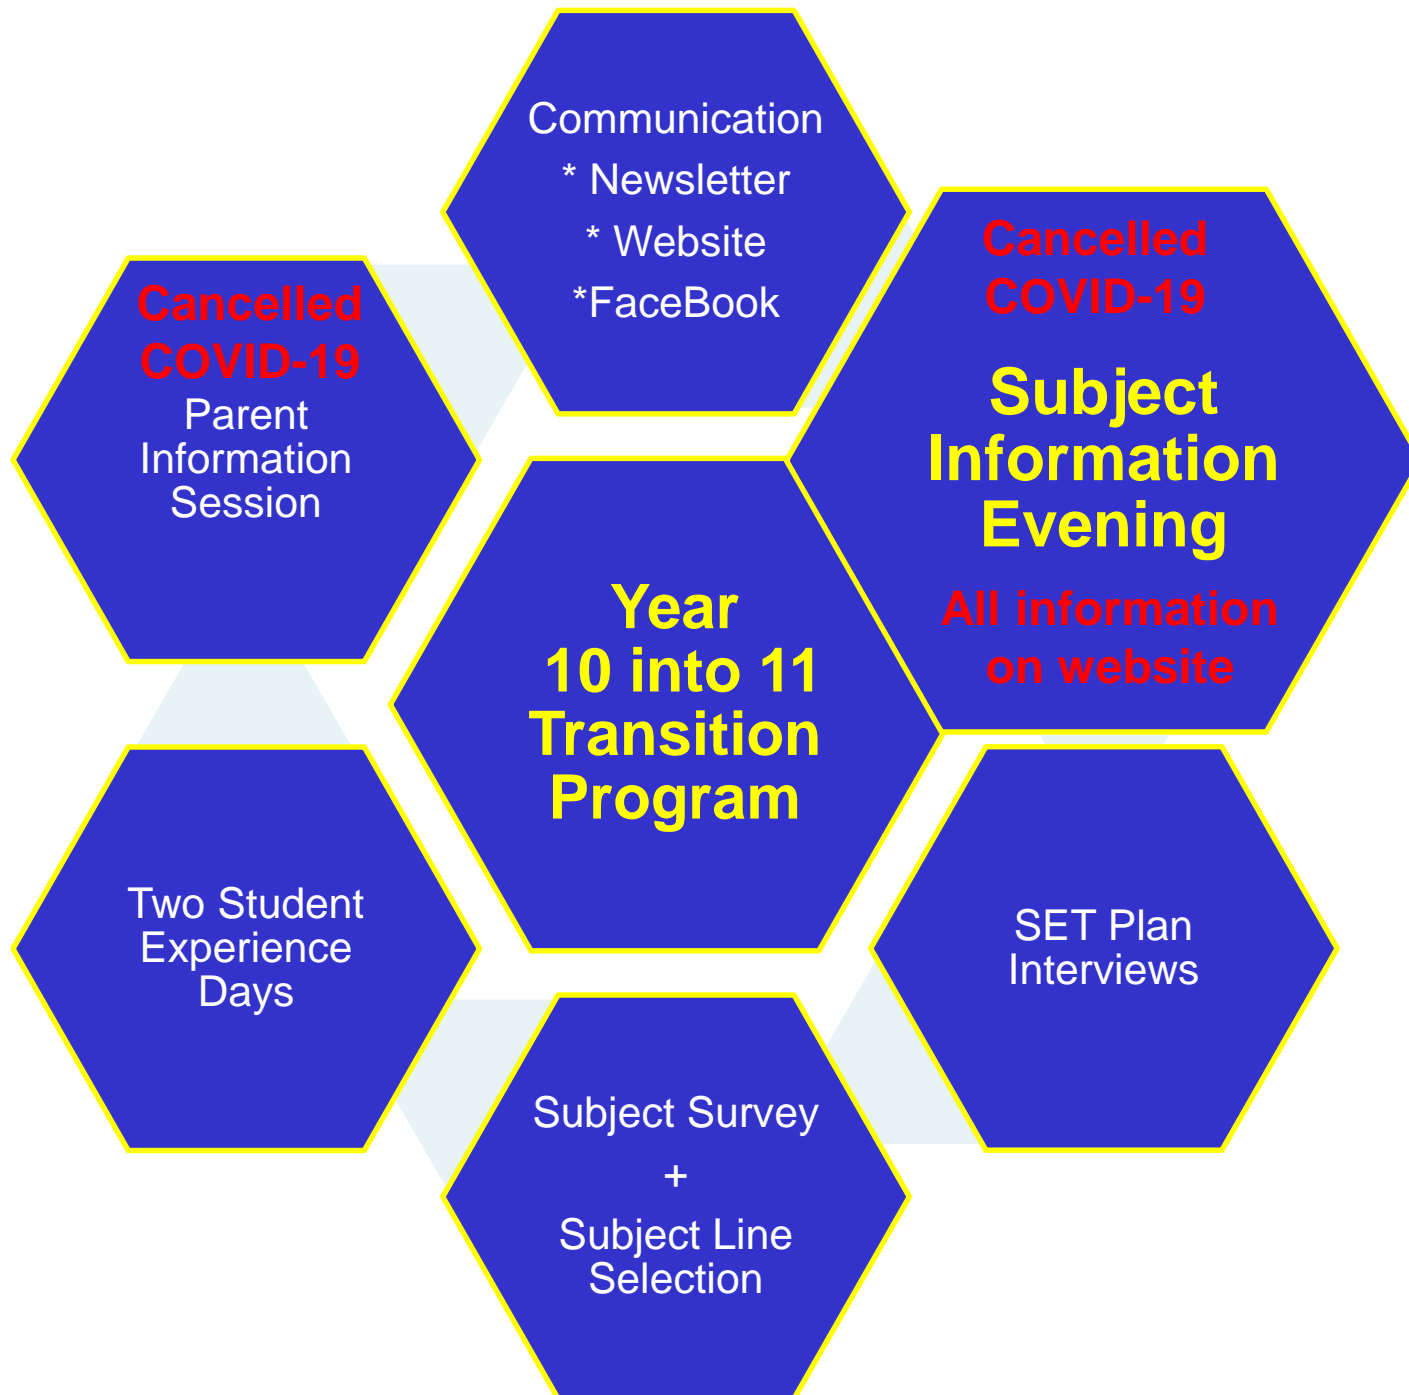 Communication
* Newsletter
* Website
*FaceBook
Cancelled
COVID-19
Subject
Information
Evening
All information
on website
Cancelled
COVID-19
Parent
Information
Session
Year
10 into 11
Transition
Program
Two Student
Experience
Days
SET Plan
Interviews
Subject Survey
+
Subject Line
Selection